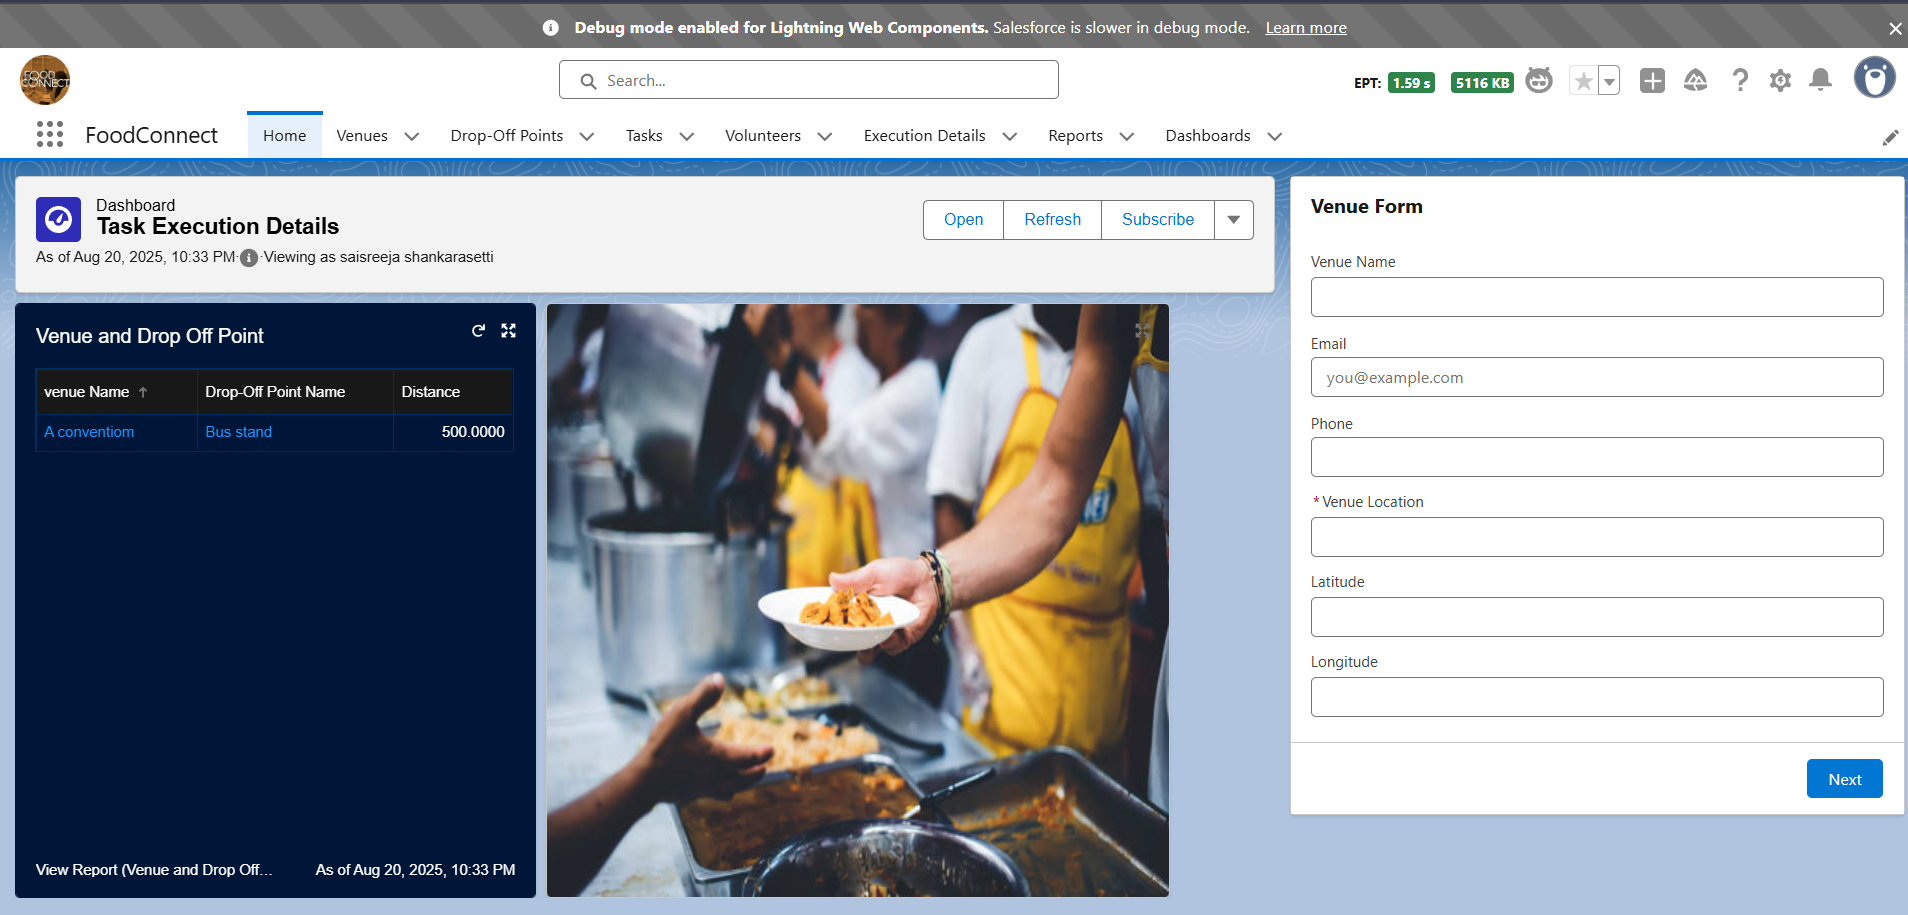 Debug mode enabled for Lightning Web Components. Salesforce is slower in debug mode. Learn more
FOOD
CONNECT
Search...
EPT: 1.59 s 5116 KB
FoodConnect
Home
Venues
Drop-Off Points
Tasks
Volunteers
Execution Details
Reports
Dashboards
Dashboard
Task Execution Details
As of Aug 20, 2025, 10:33 PM·Viewing as saisreeja shankarasetti
Open
Refresh
Subscribe
Venue and Drop Off Point
venue Name ↑ Drop-Off Point Name Distance
A conventiom Bus stand 500.0000
View Report (Venue and Drop Off...
As of Aug 20, 2025, 10:33 PM
Venue Form
Venue Name
Email
you@example.com
Phone
*Venue Location
Latitude
Longitude
Next